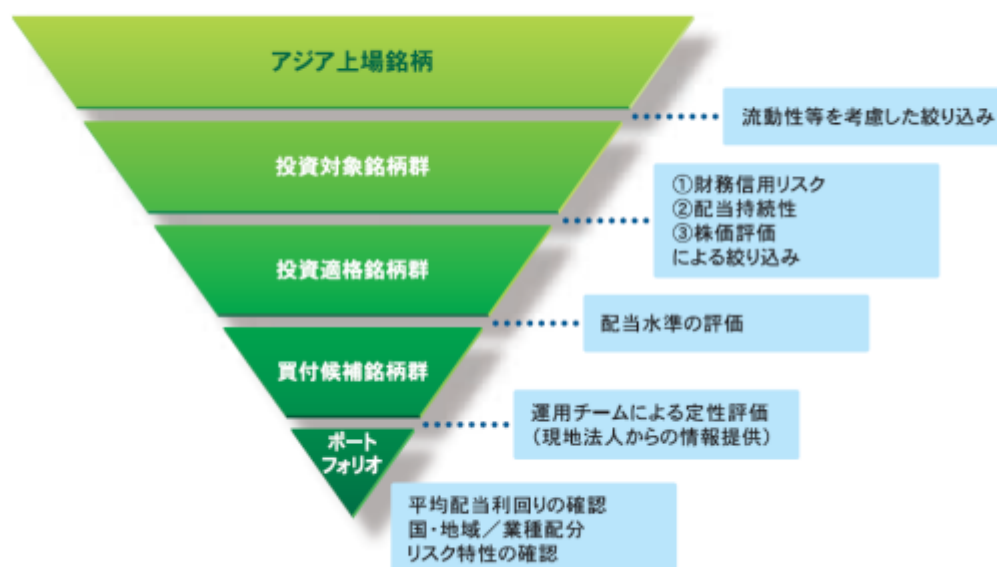 アジア上場銘柄
流動性等を考慮した絞り込み
投資対象銘柄群
①財務信用リスク
②配当持続性
③株価評価
による絞り込み
投資適格銘柄群
配当水準の評価
買付候補銘柄群
運用チームによる定性評価
（現地法人からの情報提供）
ポート
フォリオ
平均配当利回りの確認
国・地域／業種配分
リスク特性の確認